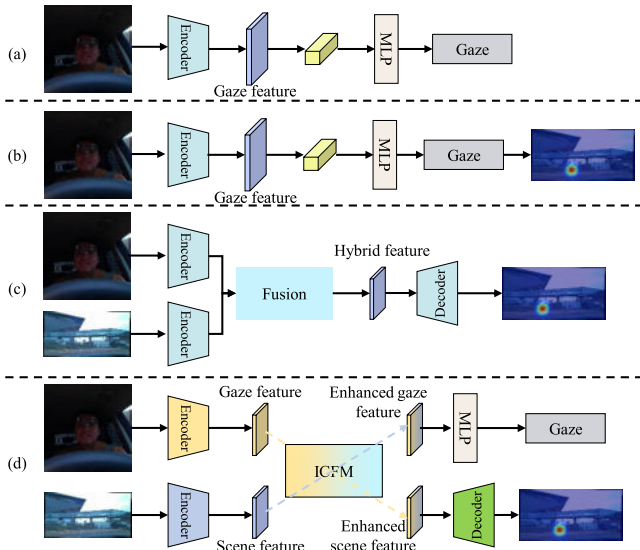 (a)
Encoder
Gaze feature
MLP
Gaze
(b)
Encoder
Gaze feature
MLP
Gaze
(c)
Encoder
Encoder
Fusion
Hybrid feature
Decoder
(d)
Encoder
Gaze feature
Enhanced gaze
feature
MLP
Gaze
ICFM
Encoder
Scene feature
Enhanced
scene feature
Decoder